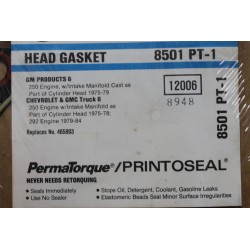 HEAD GASKET 8501 PT-1
GM PRODUCTS 6
250 Engine, w/Intake Manifold Cast as
Part of Cylinder Head 1975-79
CHEVROLET & GMC Truck 6
250 Engine w/Intake Manifold as
Part of Cylinder Head 1975-78;
292 Engine 1979-84
Replaces No. 465893
12006
8948
8501 PT-1
PermaTorque®/PRINTOSEAL®
NEVER NEEDS RETORQUING
• Seals Immediately
• Use No Sealer
• Stops Oil, Detergent, Coolant, Gasoline Leaks
• Elastomeric Beads Seal Minor Surface Irregularities